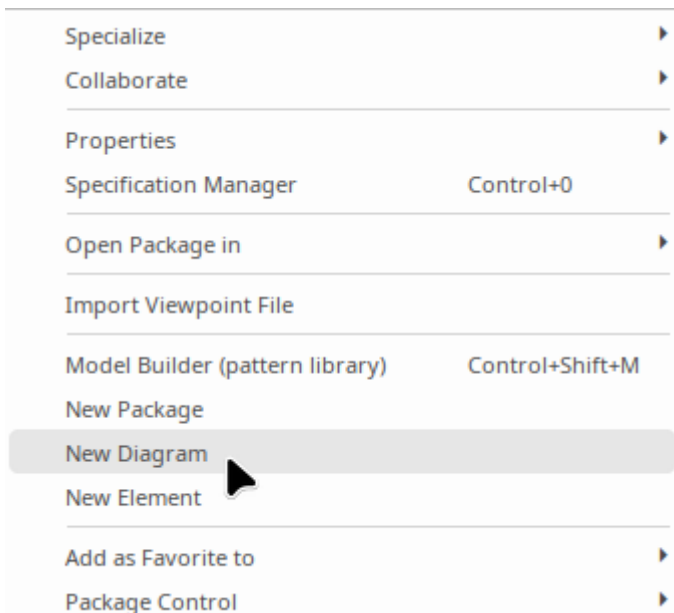 Specialize
Collaborate
Properties
Specification Manager Control+0
Open Package in
Import Viewpoint File
Model Builder (pattern library) Control+Shift+M
New Package
New Diagram
New Element
Add as Favorite to
Package Control